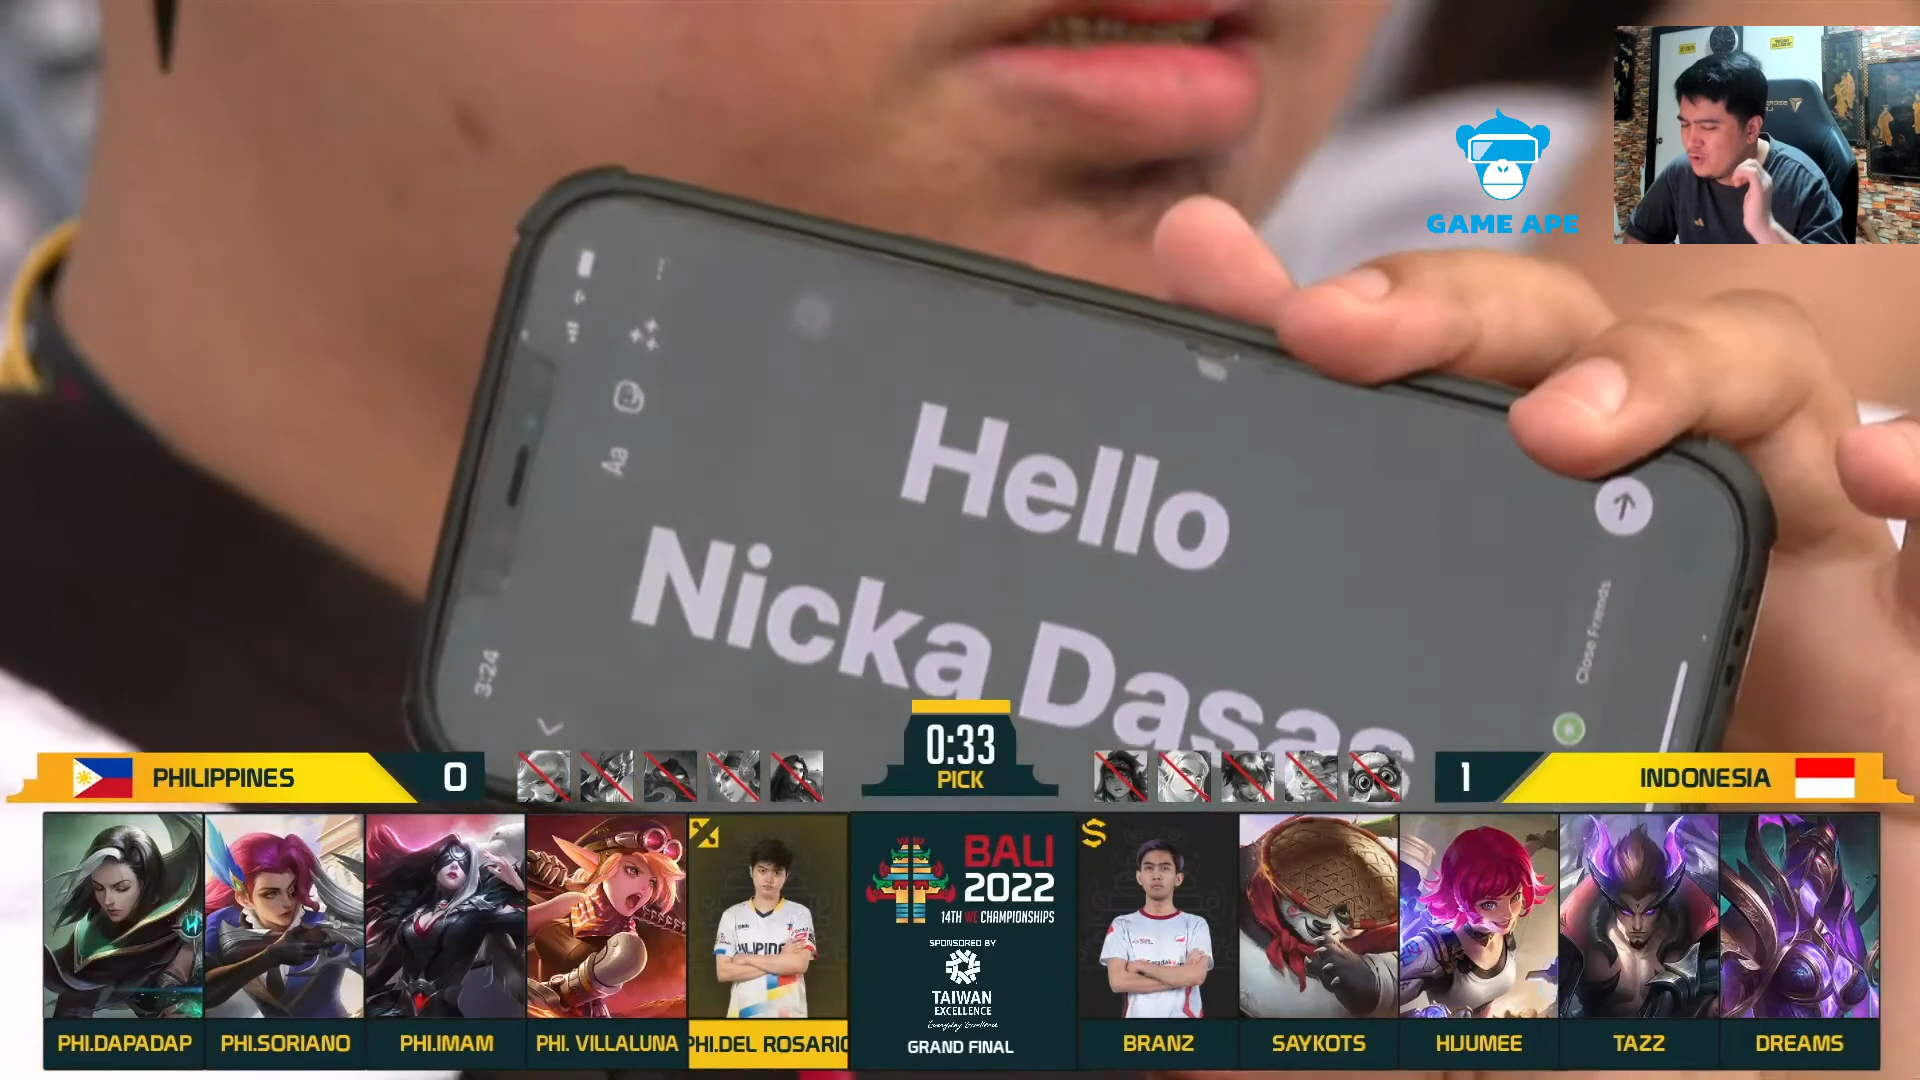 GAME APE
Aa
Hello
Nicka Dasas
Close Friends
3:24
0:33
PICK
PHILIPPINES
0
1
INDONESIA
BALI
2022
14TH WE CHAMPIONSHIPS
SPONSORED BY
TAIWAN
EXCELLENCE
Everyday Excellence
GRAND FINAL
PHI.DAPADAP
PHI.SORIANO
PHI.IMAM
PHI. VILLALUNA
PHI.DEL ROSARIO
BRANZ
SAYKOTS
HIJUMEE
TAZZ
DREAMS